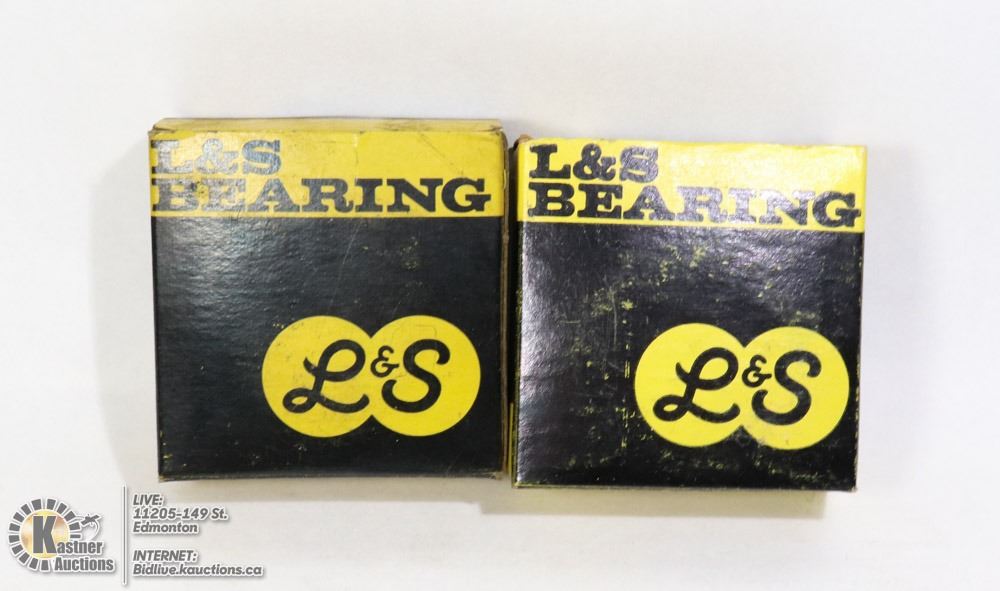 L&S
BEARING
L&S
L&S
BEARING
L&S
Kastner
Auctions
LIVE:
11205-149 St.
Edmonton
INTERNET:
Bidlive.kauctions.ca